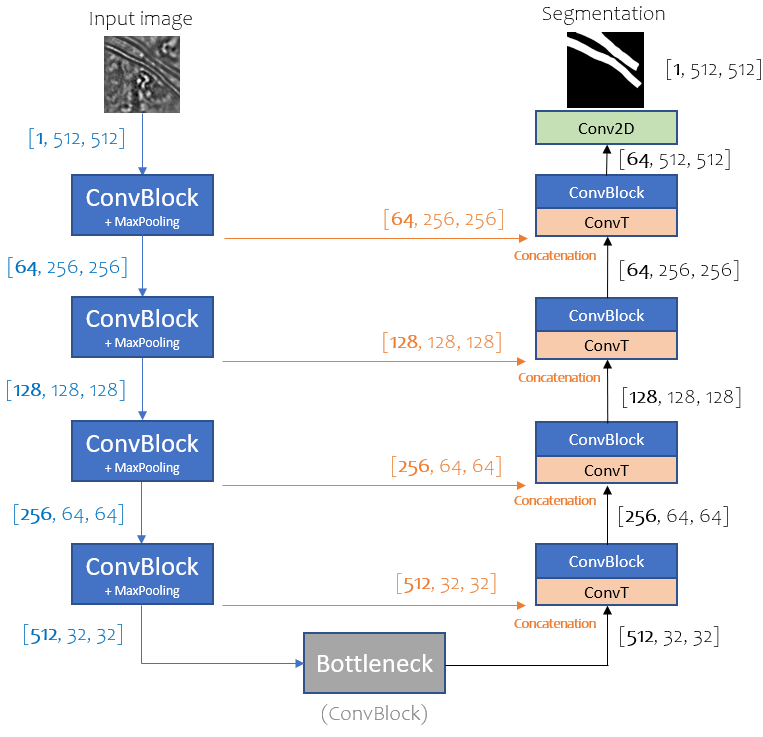 Input image
Segmentation
[1, 512, 512]
Conv2D
[1, 512, 512]
[64, 512, 512]
ConvBlock
+ MaxPooling
[64, 256, 256]
ConvBlock
ConvT
Concatenation
[64, 256, 256]
[64, 256, 256]
ConvBlock
+ MaxPooling
[128, 128, 128]
ConvBlock
ConvT
Concatenation
[128, 128, 128]
[128, 128, 128]
ConvBlock
+ MaxPooling
[256, 64, 64]
ConvBlock
ConvT
Concatenation
[256, 64, 64]
[256, 64, 64]
ConvBlock
+ MaxPooling
[512, 32, 32]
ConvBlock
ConvT
Concatenation
[512, 32, 32]
[512, 32, 32]
Bottleneck
(ConvBlock)